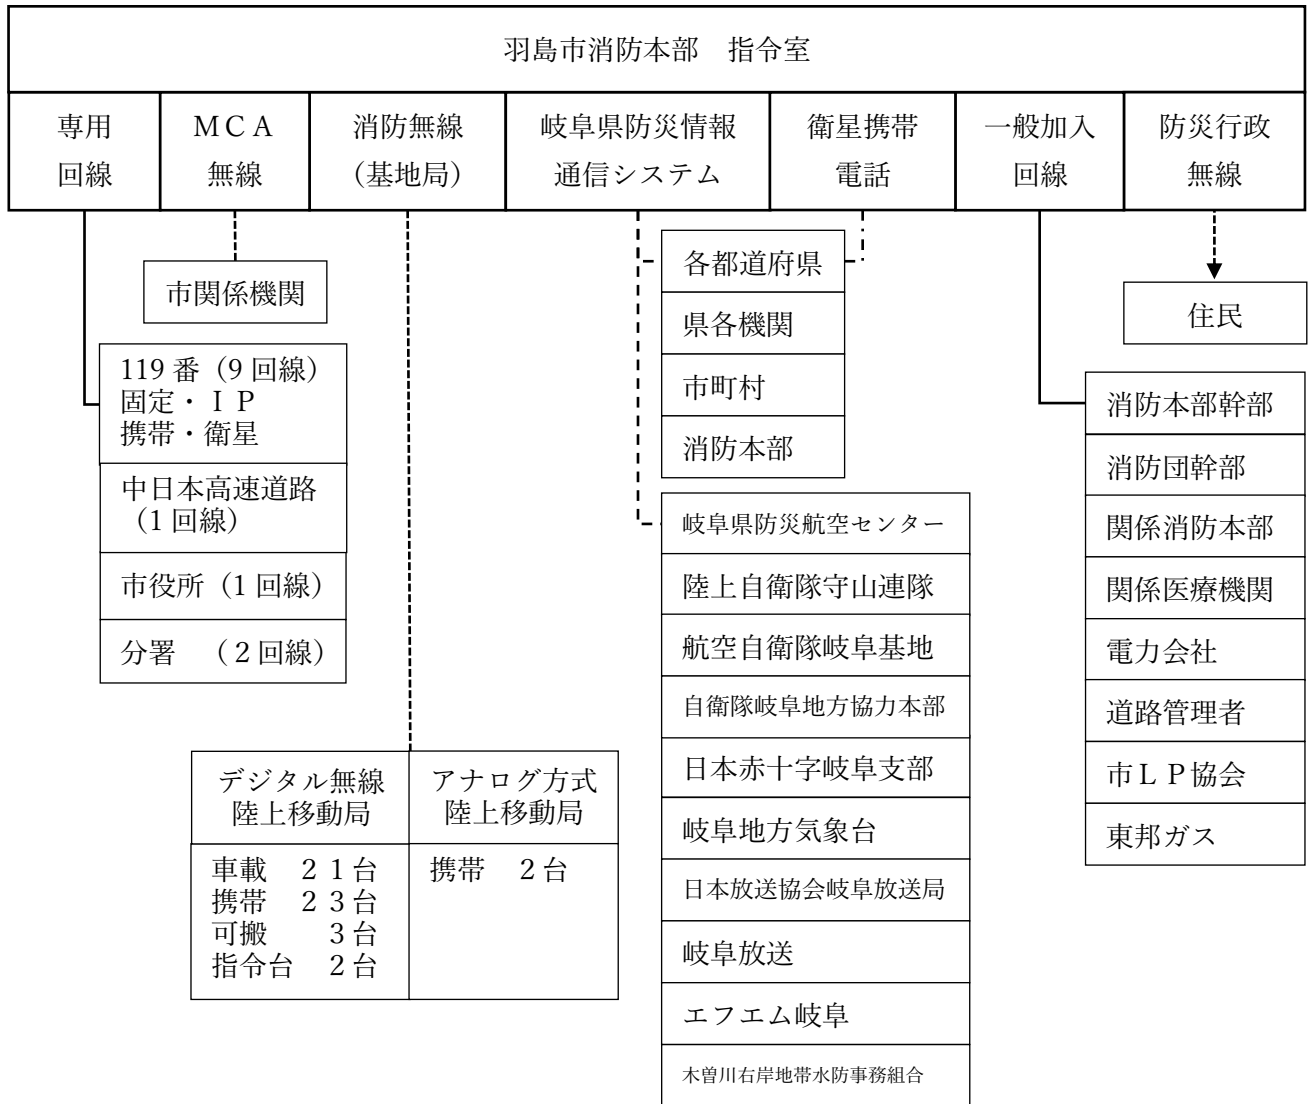 羽島市消防本部　指令室
専用
回線
ＭＣＡ
無線
消防無線
（基地局）
岐阜県防災情報
通信システム
衛星携帯
電話
一般加入
回線
防災行政
無線
市関係機関
119番（9回線）
固定・ＩＰ
携帯・衛星
中日本高速道路
（1回線）
市役所（1回線）
分署　（２回線）
デジタル無線
陸上移動局
アナログ方式
陸上移動局
車載　２１台
携帯　２３台
可搬　　３台
指令台　２台
携帯　２台
各都道府県
県各機関
市町村
消防本部
岐阜県防災航空センター
陸上自衛隊守山連隊
航空自衛隊岐阜基地
自衛隊岐阜地方協力本部
日本赤十字岐阜支部
岐阜地方気象台
日本放送協会岐阜放送局
岐阜放送
エフエム岐阜
木曽川右岸地帯水防事務組合
住民
消防本部幹部
消防団幹部
関係消防本部
関係医療機関
電力会社
道路管理者
市ＬＰ協会
東邦ガス